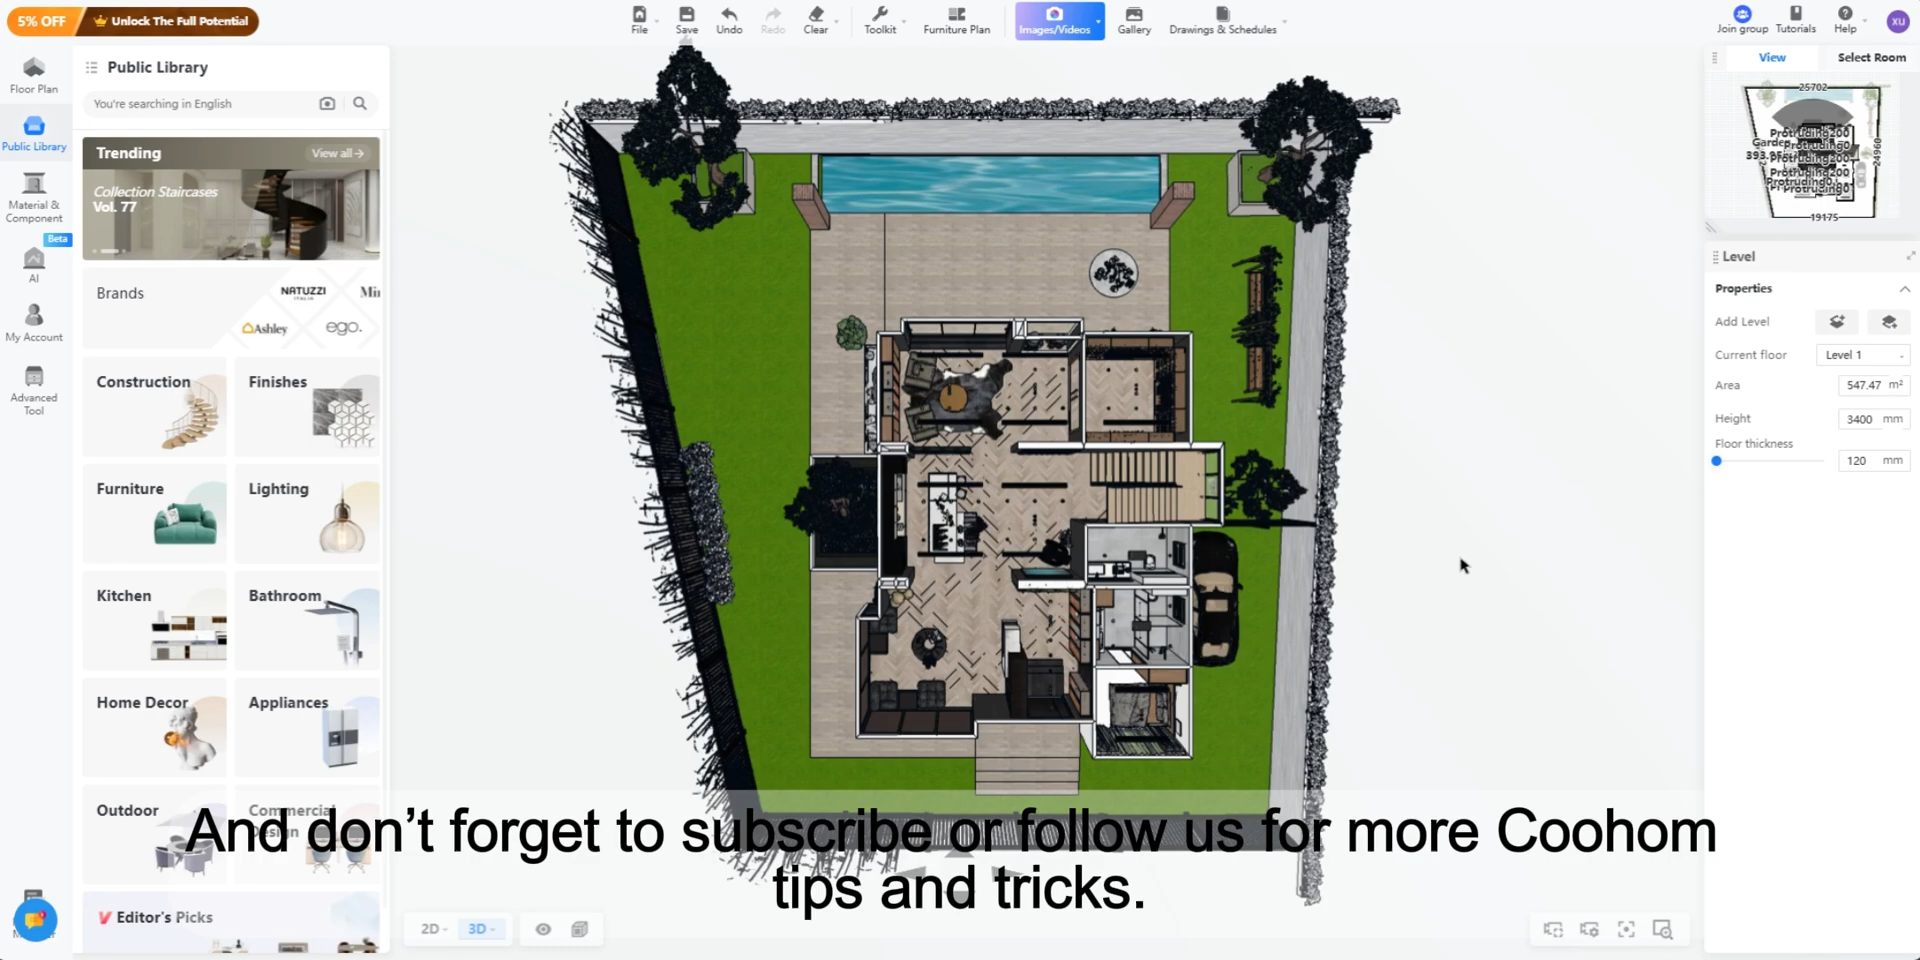 5% OFF
Unlock The Full Potential
File
Save
Undo
Redo
Clear
Toolkit
Furniture Plan
Images/Videos
Gallery
Drawings & Schedules
Join group
Tutorials
Help
XU
Floor Plan
Public Library
Material &
Component
Beta
AI
My Account
Advanced
Tool
Public Library
You're searching in English
Trending
View all →
Collection Staircases
Vol. 77
Brands
NATUZZI
ITALIA
Ashley
ego.
Construction
Finishes
Furniture
Lighting
Kitchen
Bathroom
Home Decor
Appliances
Outdoor
Commercial
Design
Editor's Picks
2D
3D
View
Select Room
25702
Protruding200
24960
19175
Level
Properties
Add Level
Current floor
Level 1
Area
547.47 m²
Height
3400 mm
Floor thickness
120 mm
And don’t forget to subscribe or follow us for more Coohom
tips and tricks.